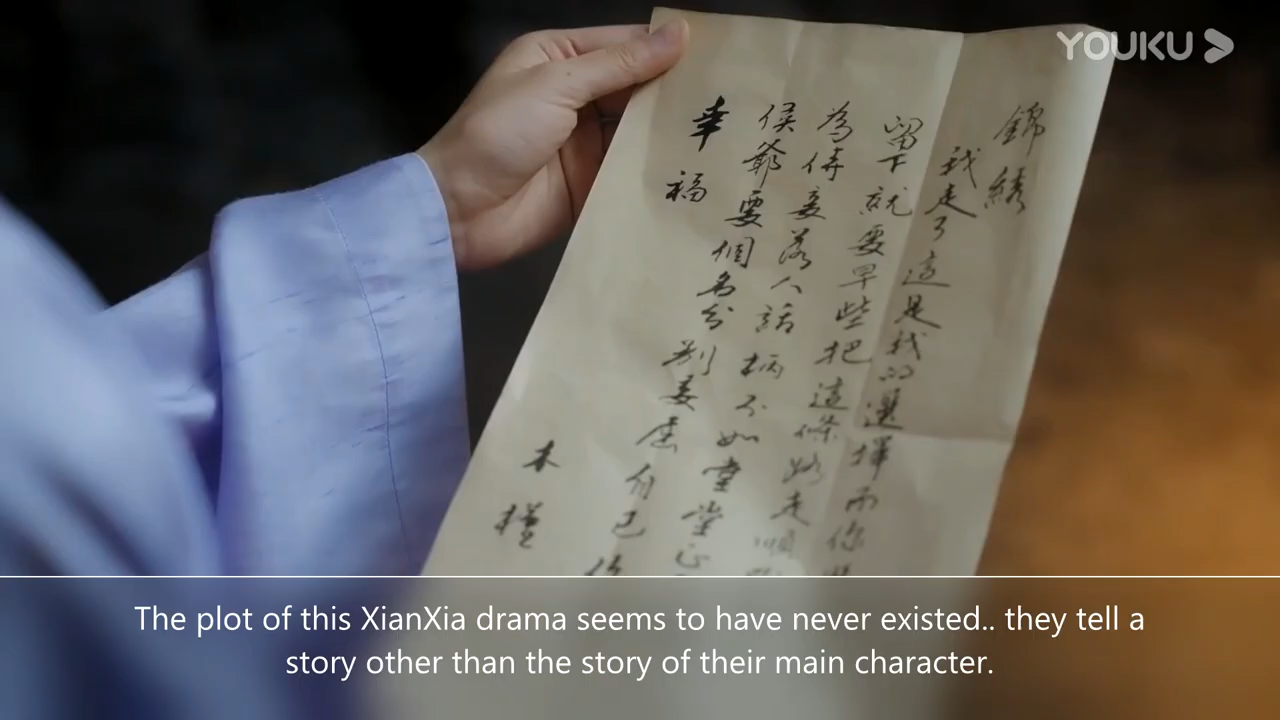 YOUKU
錦綉
我走了這是我的選擇而你
留下就要早些把這條路走順
為侍妾落人話柄不如堂堂正
侯爺要個名分別委屈自己
幸福
木槿
The plot of this XianXia drama seems to have never existed.. they tell a
story other than the story of their main character.